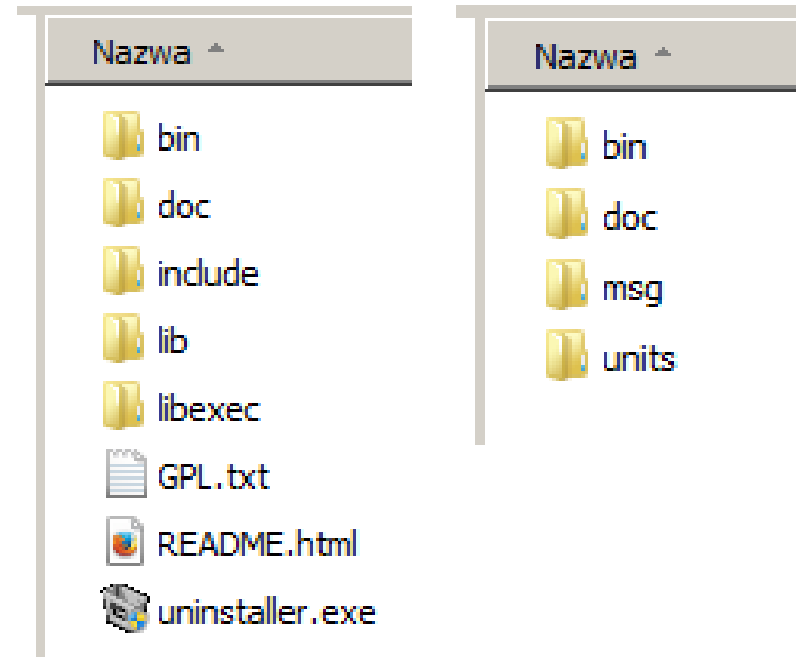 Nazwa
bin
doc
include
lib
libexec
GPL.txt
README.html
uninstaller.exe
Nazwa
bin
doc
msg
units